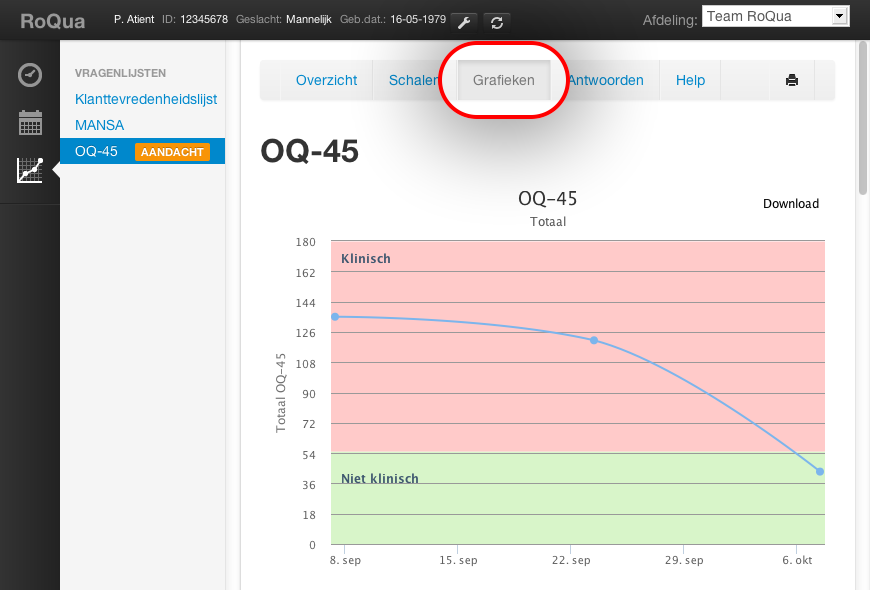 RoQua P. Atient ID: 12345678 Geslacht: Mannelijk Geb.dat.: 16-05-1979 Afdeling: Team RoQua
VRAGENLIJSTEN
Klanttevredenheidslijst
MANSA
OQ-45 AANDACHT
Overzicht Schalen Grafieken Antwoorden Help
OQ-45
OQ-45
Totaal
Download
Totaal OQ-45
180
162
144
126
108
90
72
54
36
18
0
Klinisch
Niet klinisch
8. sep 15. sep 22. sep 29. sep 6. okt